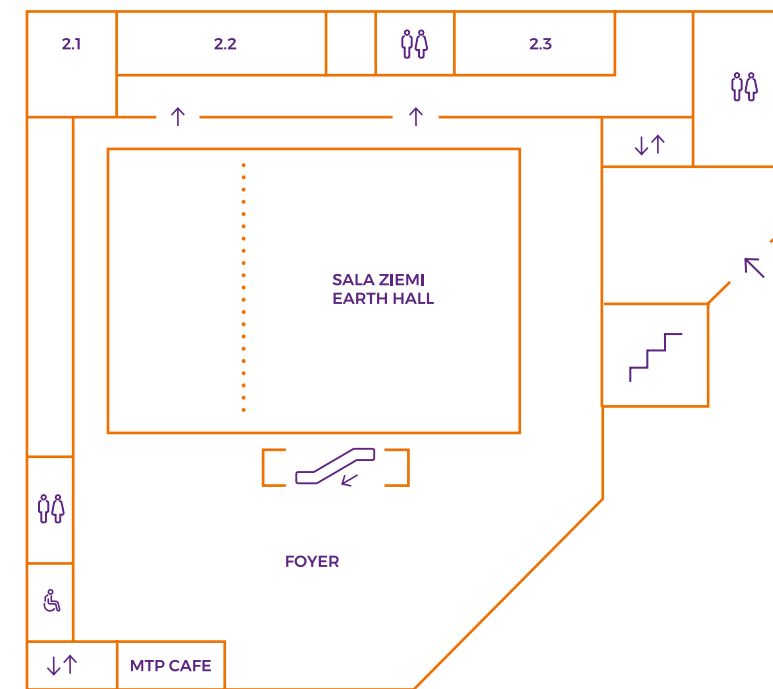 2.1
2.2
2.3
SALA ZIEMI
EARTH HALL
FOYER
MTP CAFE